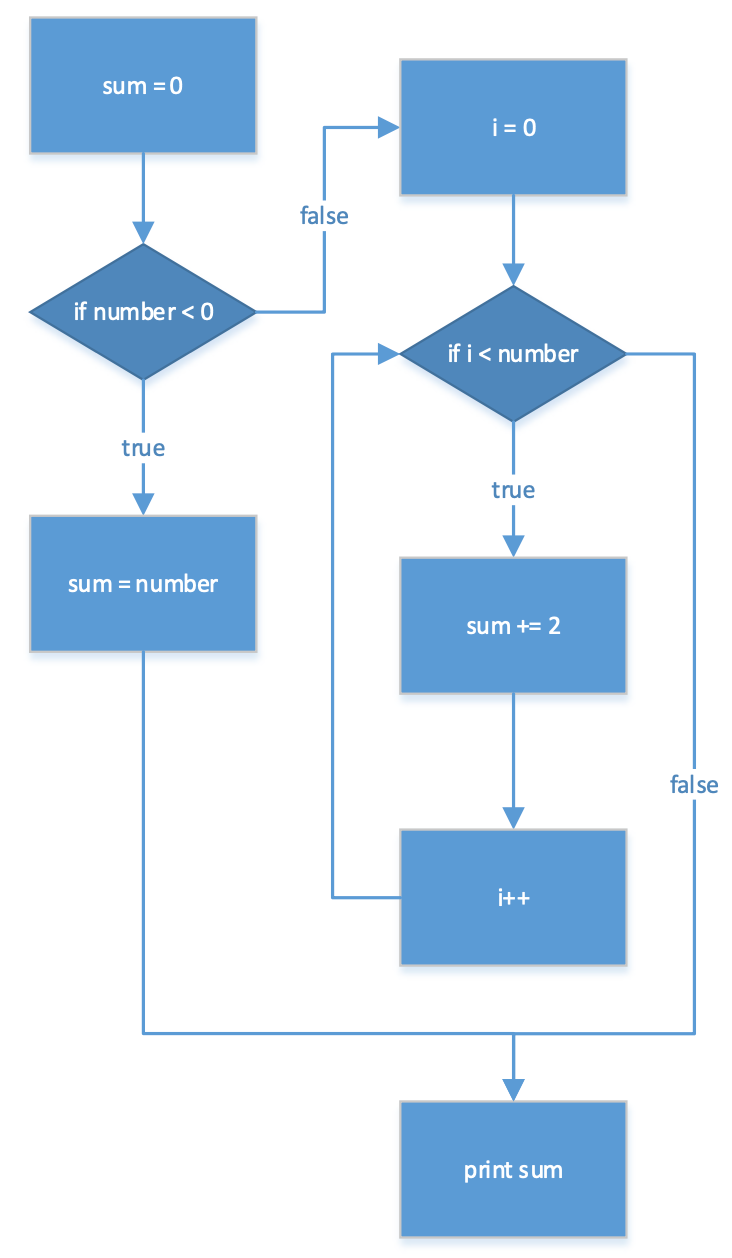 sum = 0
if number < 0
true
sum = number
false
i = 0
if i < number
true
sum += 2
i++
false
print sum